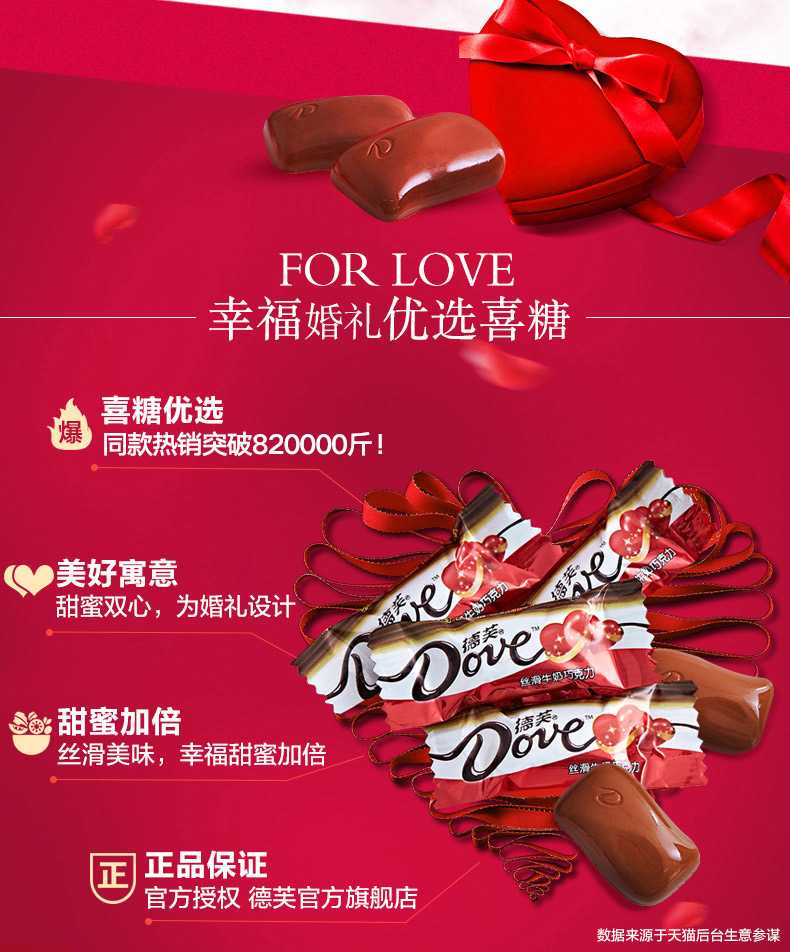 FOR LOVE
幸福婚礼优选喜糖
爆
喜糖优选
同款热销突破820000斤！
美好寓意
甜蜜双心，为婚礼设计
甜蜜加倍
丝滑美味，幸福甜蜜加倍
正
正品保证
官方授权 德芙官方旗舰店
德芙®
Dove™
丝滑牛奶巧克力
德芙®
Dove™
数据来源于天猫后台生意参谋